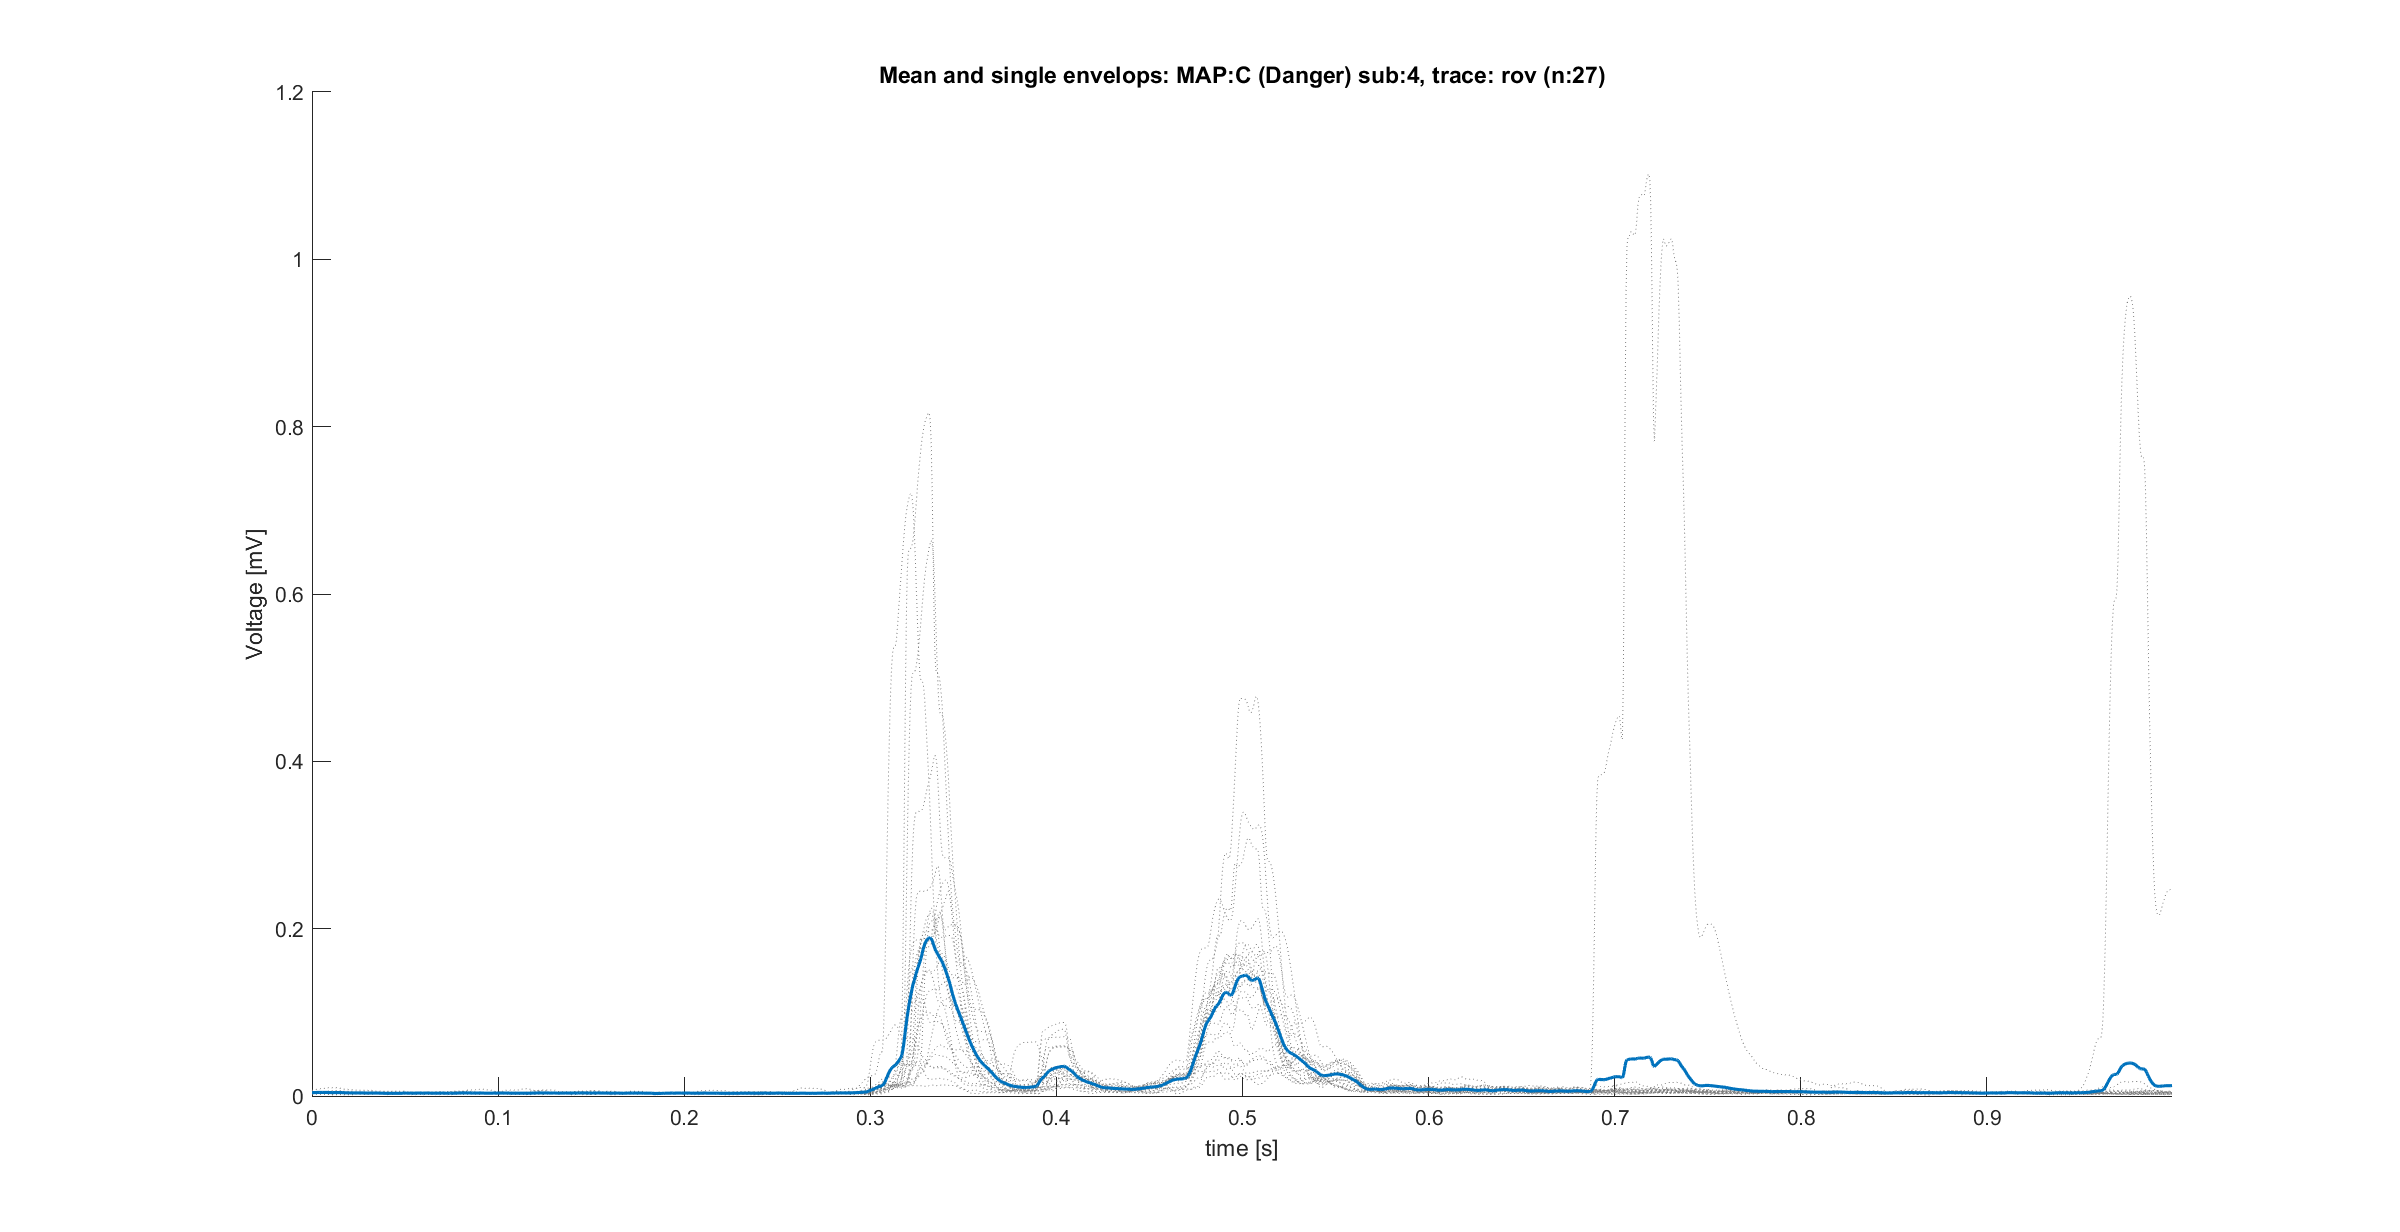 Mean and single envelops: MAP:C (Danger) sub:4, trace: rov (n:27)
1.2
1
0.8
0.6
0.4
0.2
0
Voltage [mV]
0 0.1 0.2 0.3 0.4 0.5 0.6 0.7 0.8 0.9
time [s]